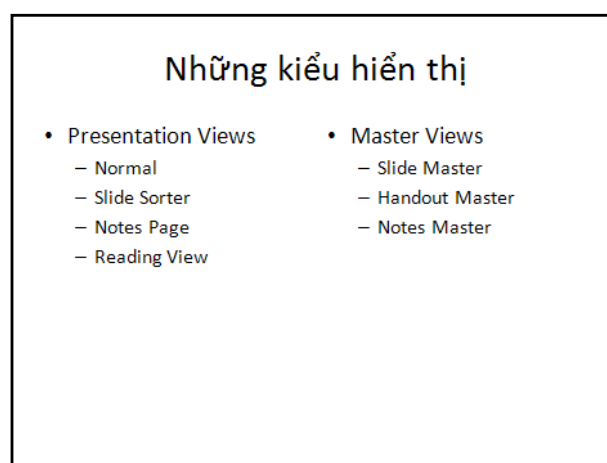 Những kiểu hiển thị
• Presentation Views
– Normal
– Slide Sorter
– Notes Page
– Reading View
• Master Views
– Slide Master
– Handout Master
– Notes Master